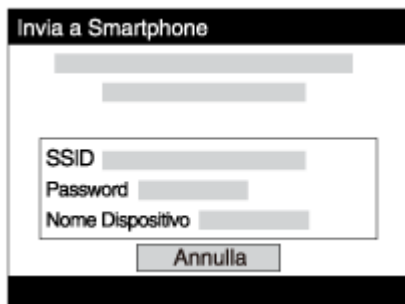 Invia a Smartphone
SSID
Password
Nome Dispositivo
Annulla